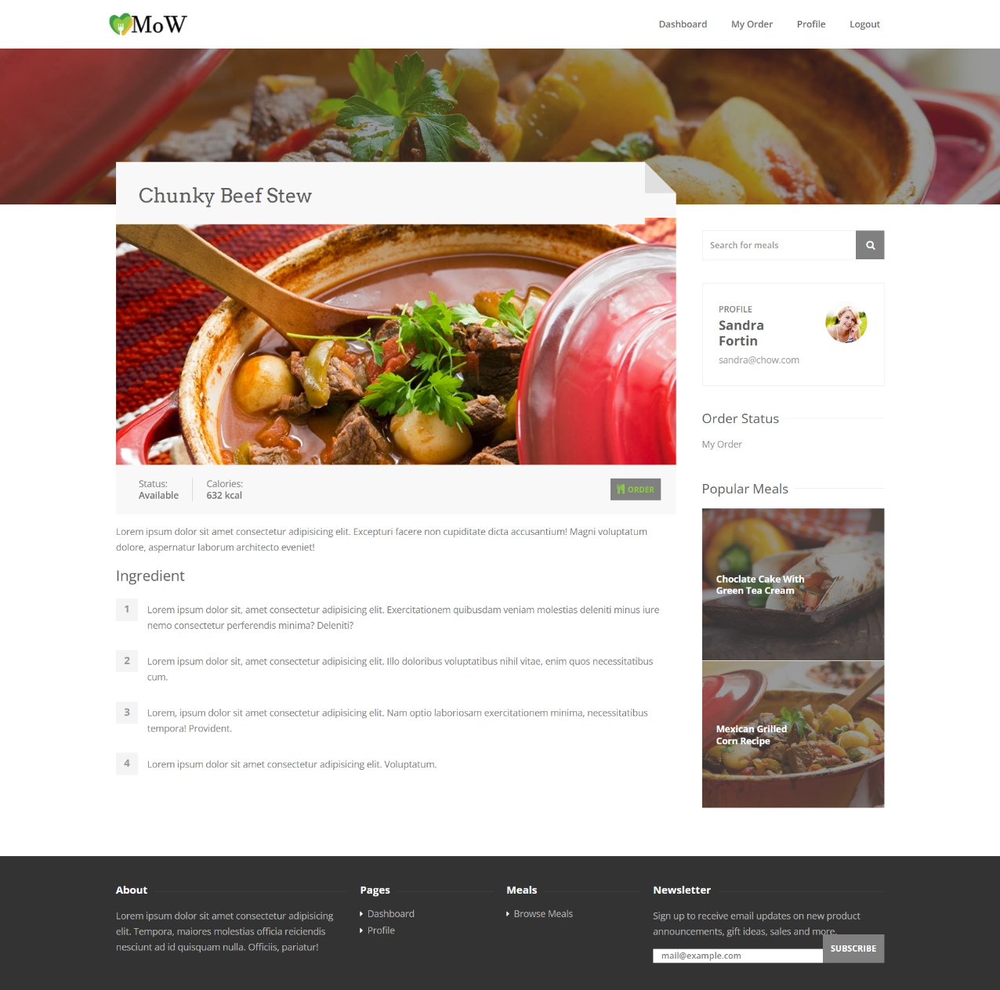 MoW
Dashboard
My Order
Profile
Logout
Chunky Beef Stew
Status:
Available
Calories:
632 kcal
ORDER
Lorem ipsum dolor sit amet consectetur adipisicing elit. Excepturi facere non cupiditate dicta accusantium! Magni voluptatum
dolore, aspernatur laborum architecto eveniet!
Ingredient
1
Lorem ipsum dolor sit, amet consectetur adipisicing elit. Exercitationem quibusdam veniam molestias deleniti minus iure
nemo consectetur perferendis minima? Deleniti?
2
Lorem ipsum dolor sit, amet consectetur adipisicing elit. Illo doloribus voluptatibus nihil vitae, enim quos necessitatibus
cum.
3
Lorem, ipsum dolor sit amet consectetur adipisicing elit. Nam optio laboriosam exercitationem minima, necessitatibus
tempora! Provident.
4
Lorem ipsum dolor sit amet consectetur adipisicing elit. Voluptatum.
Search for meals
PROFILE
Sandra
Fortin
sandra@chow.com
Order Status
My Order
Popular Meals
Choclate Cake With
Green Tea Cream
Mexican Grilled
Corn Recipe
About
Lorem ipsum dolor sit amet consectetur adipisicing
elit. Tempora, maiores molestias officia reiciendis
nesciunt ad id quisquam nulla. Officiis, pariatur!
Pages
Dashboard
Profile
Meals
Browse Meals
Newsletter
Sign up to receive email updates on new product
announcements, gift ideas, sales and more.
mail@example.com
SUBSCRIBE